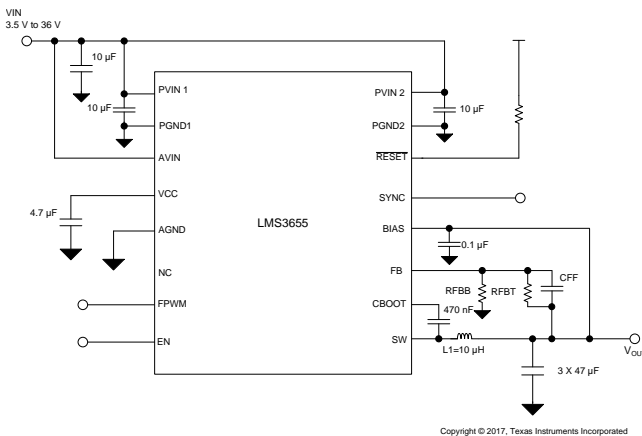 VIN
3.5 V to 36 V
10 µF
10 µF
PVIN 1
PGND1
AVIN
VCC
4.7 µF
AGND
NC
FPWM
EN
LMS3655
PVIN 2
10 µF
PGND2
RESET
SYNC
BIAS
0.1 µF
FB
RFBB
RFBT
CFF
CBOOT
470 nF
SW
L1=10 µH
VOU
3 X 47 µF
Copyright © 2017, Texas Instruments Incorporated